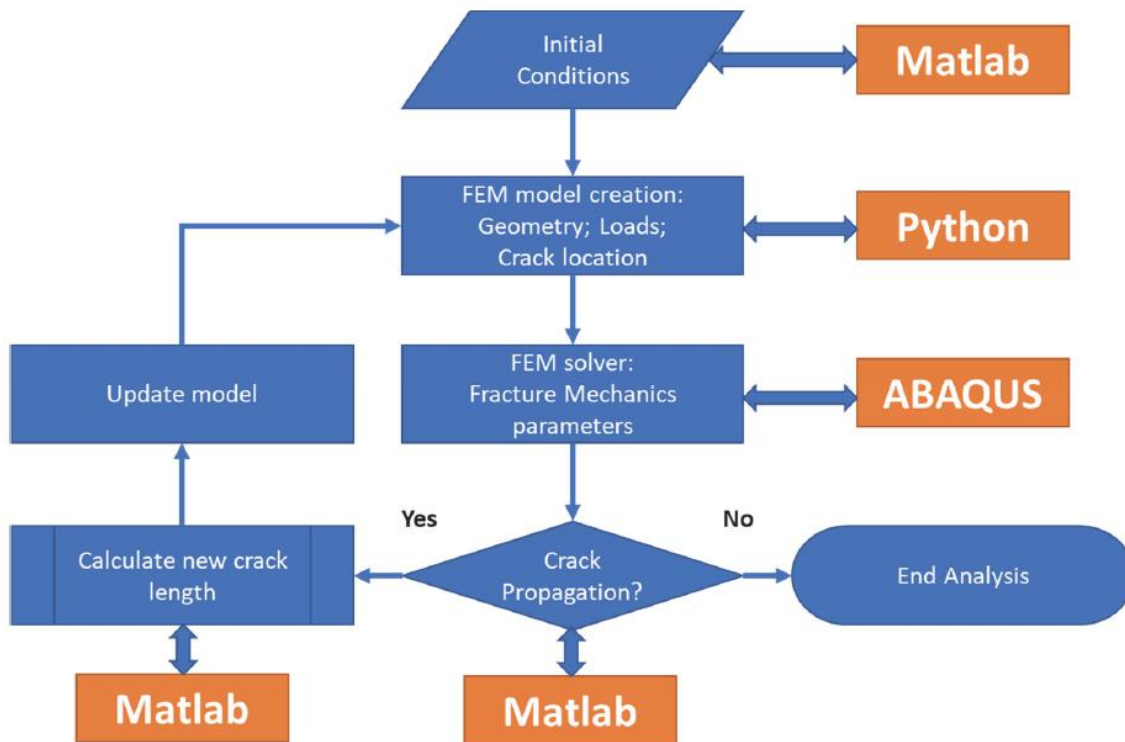 Initial
Conditions
Matlab
FEM model creation:
Geometry; Loads;
Crack location
Python
Update model
FEM solver:
Fracture Mechanics
parameters
ABAQUS
Yes
No
Calculate new crack
length
Crack
Propagation?
End Analysis
Matlab
Matlab